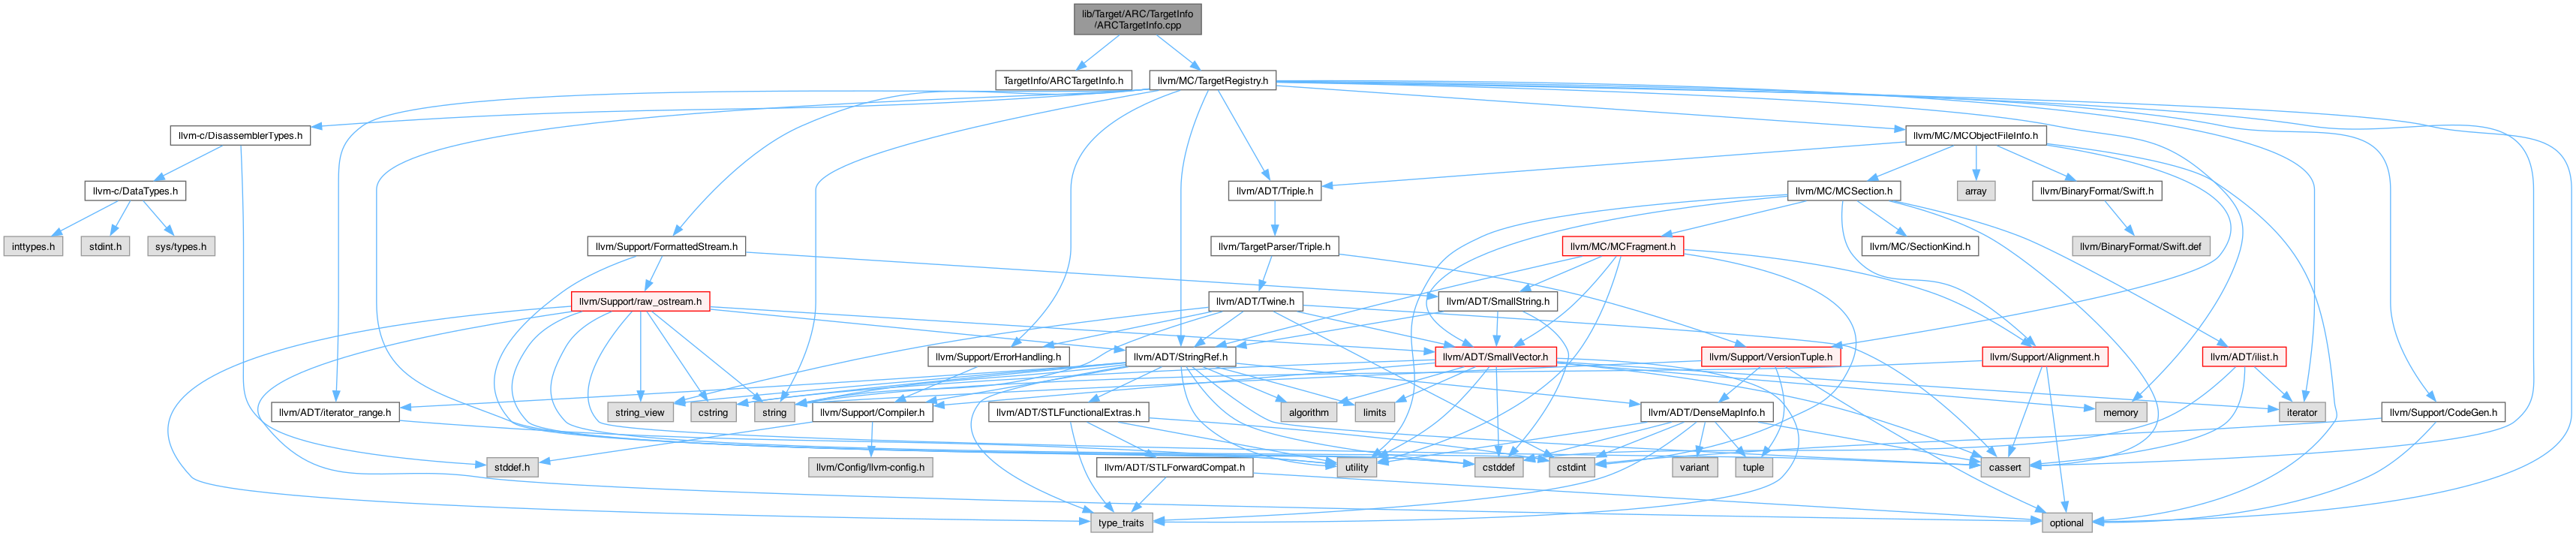 lib/Target/ARC/TargetInfo
/ARCTargetInfo.cpp
TargetInfo/ARCTargetInfo.h
llvm/MC/TargetRegistry.h
llvm-c/DisassemblerTypes.h
llvm/MC/MCObjectFileInfo.h
llvm-c/DataTypes.h
llvm/ADT/Triple.h
llvm/MC/MCSection.h
array
llvm/BinaryFormat/Swift.h
inttypes.h
stdint.h
sys/types.h
llvm/Support/FormattedStream.h
llvm/TargetParser/Triple.h
llvm/MC/MCFragment.h
llvm/MC/SectionKind.h
llvm/BinaryFormat/Swift.def
llvm/Support/raw_ostream.h
llvm/ADT/Twine.h
llvm/ADT/SmallString.h
llvm/Support/ErrorHandling.h
llvm/ADT/StringRef.h
llvm/ADT/SmallVector.h
llvm/Support/VersionTuple.h
llvm/Support/Alignment.h
llvm/ADT/ilist.h
llvm/ADT/iterator_range.h
string_view
cstring
string
llvm/Support/Compiler.h
llvm/ADT/STLFunctionalExtras.h
algorithm
limits
llvm/ADT/DenseMapInfo.h
memory
iterator
llvm/Support/CodeGen.h
stddef.h
llvm/Config/llvm-config.h
llvm/ADT/STLForwardCompat.h
utility
cstddef
cstdint
variant
tuple
cassert
type_traits
optional